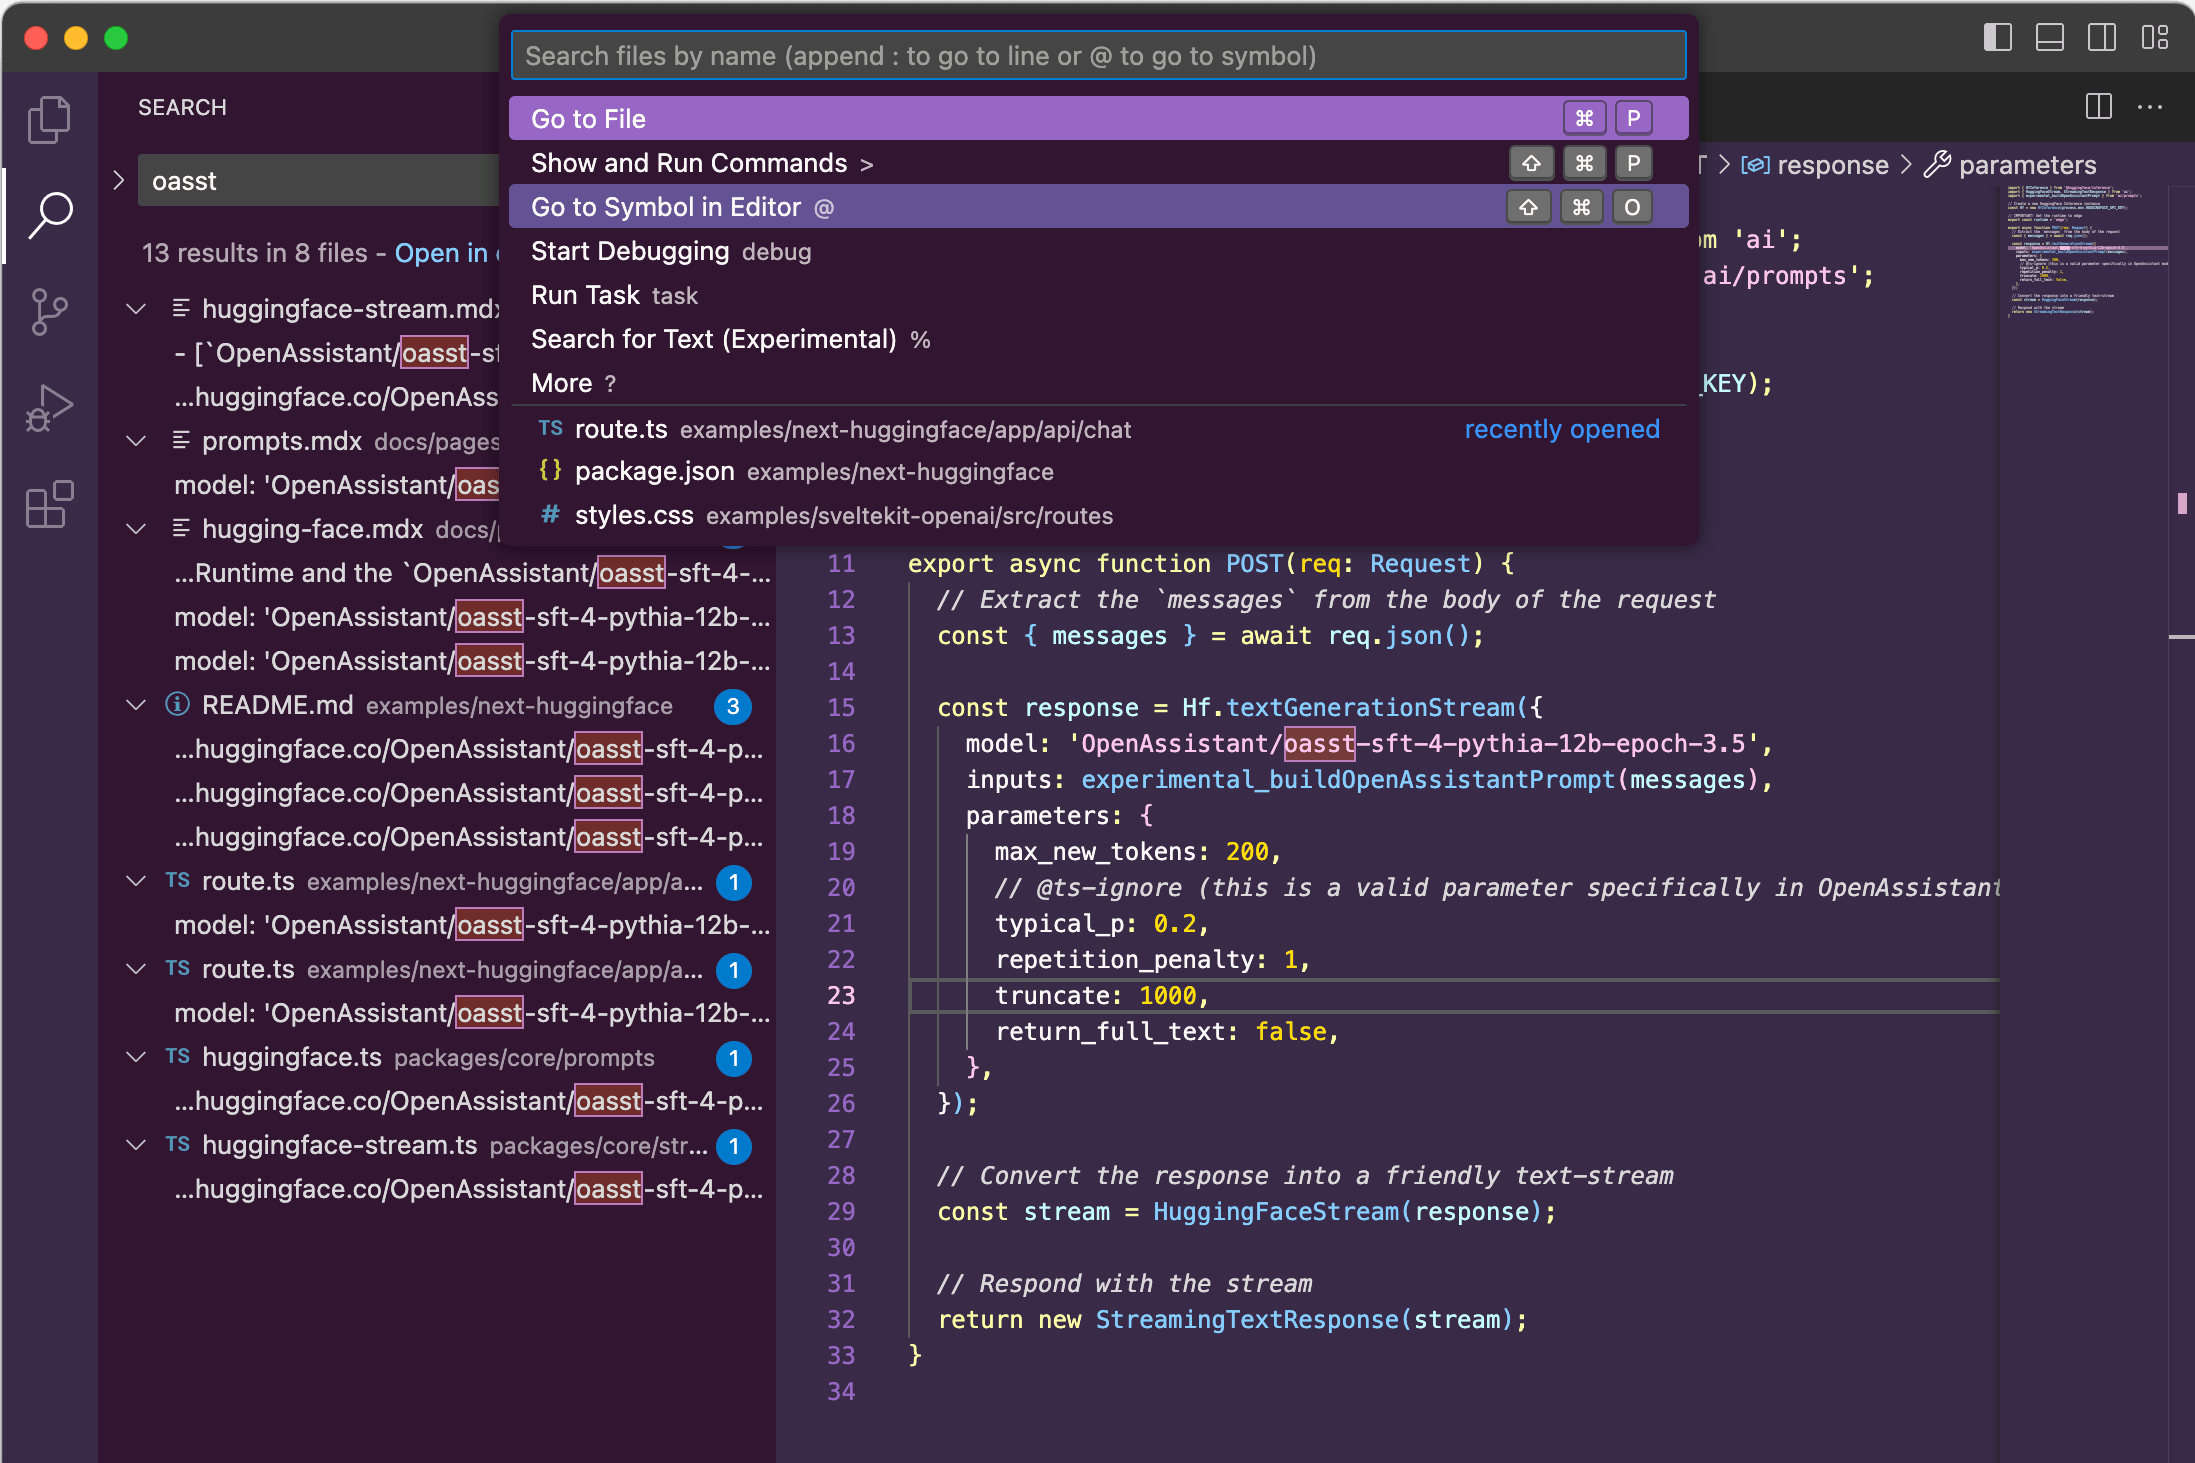 Search files by name (append : to go to line or @ to go to symbol)
Go to File ⌘ P
Show and Run Commands > ⇧ ⌘ P
Go to Symbol in Editor @ ⇧ ⌘ O
Start Debugging debug
Run Task task
Search for Text (Experimental) %
More ?
TS route.ts examples/next-huggingface/app/api/chat recently opened
{} package.json examples/next-huggingface
# styles.css examples/sveltekit-openai/src/routes
SEARCH
oasst
13 results in 8 files - Open in
huggingface-stream.mdx
- [`OpenAssistant/oasst-sf
...huggingface.co/OpenAss
prompts.mdx docs/pages
model: 'OpenAssistant/oas
hugging-face.mdx docs/
...Runtime and the `OpenAssistant/oasst-sft-4-...
model: 'OpenAssistant/oasst-sft-4-pythia-12b-...
model: 'OpenAssistant/oasst-sft-4-pythia-12b-...
README.md examples/next-huggingface 3
...huggingface.co/OpenAssistant/oasst-sft-4-p...
...huggingface.co/OpenAssistant/oasst-sft-4-p...
...huggingface.co/OpenAssistant/oasst-sft-4-p...
TS route.ts examples/next-huggingface/app/a... 1
model: 'OpenAssistant/oasst-sft-4-pythia-12b-...
TS route.ts examples/next-huggingface/app/a... 1
model: 'OpenAssistant/oasst-sft-4-pythia-12b-...
TS huggingface.ts packages/core/prompts 1
...huggingface.co/OpenAssistant/oasst-sft-4-p...
TS huggingface-stream.ts packages/core/str... 1
...huggingface.co/OpenAssistant/oasst-sft-4-p...
T > response > parameters
om 'ai';
ai/prompts';
_KEY);
11 export async function POST(req: Request) {
12 // Extract the `messages` from the body of the request
13 const { messages } = await req.json();
14
15 const response = Hf.textGenerationStream({
16 model: 'OpenAssistant/oasst-sft-4-pythia-12b-epoch-3.5',
17 inputs: experimental_buildOpenAssistantPrompt(messages),
18 parameters: {
19 max_new_tokens: 200,
20 // @ts-ignore (this is a valid parameter specifically in OpenAssistant
21 typical_p: 0.2,
22 repetition_penalty: 1,
23 truncate: 1000,
24 return_full_text: false,
25 },
26 });
27
28 // Convert the response into a friendly text-stream
29 const stream = HuggingFaceStream(response);
30
31 // Respond with the stream
32 return new StreamingTextResponse(stream);
33 }
34